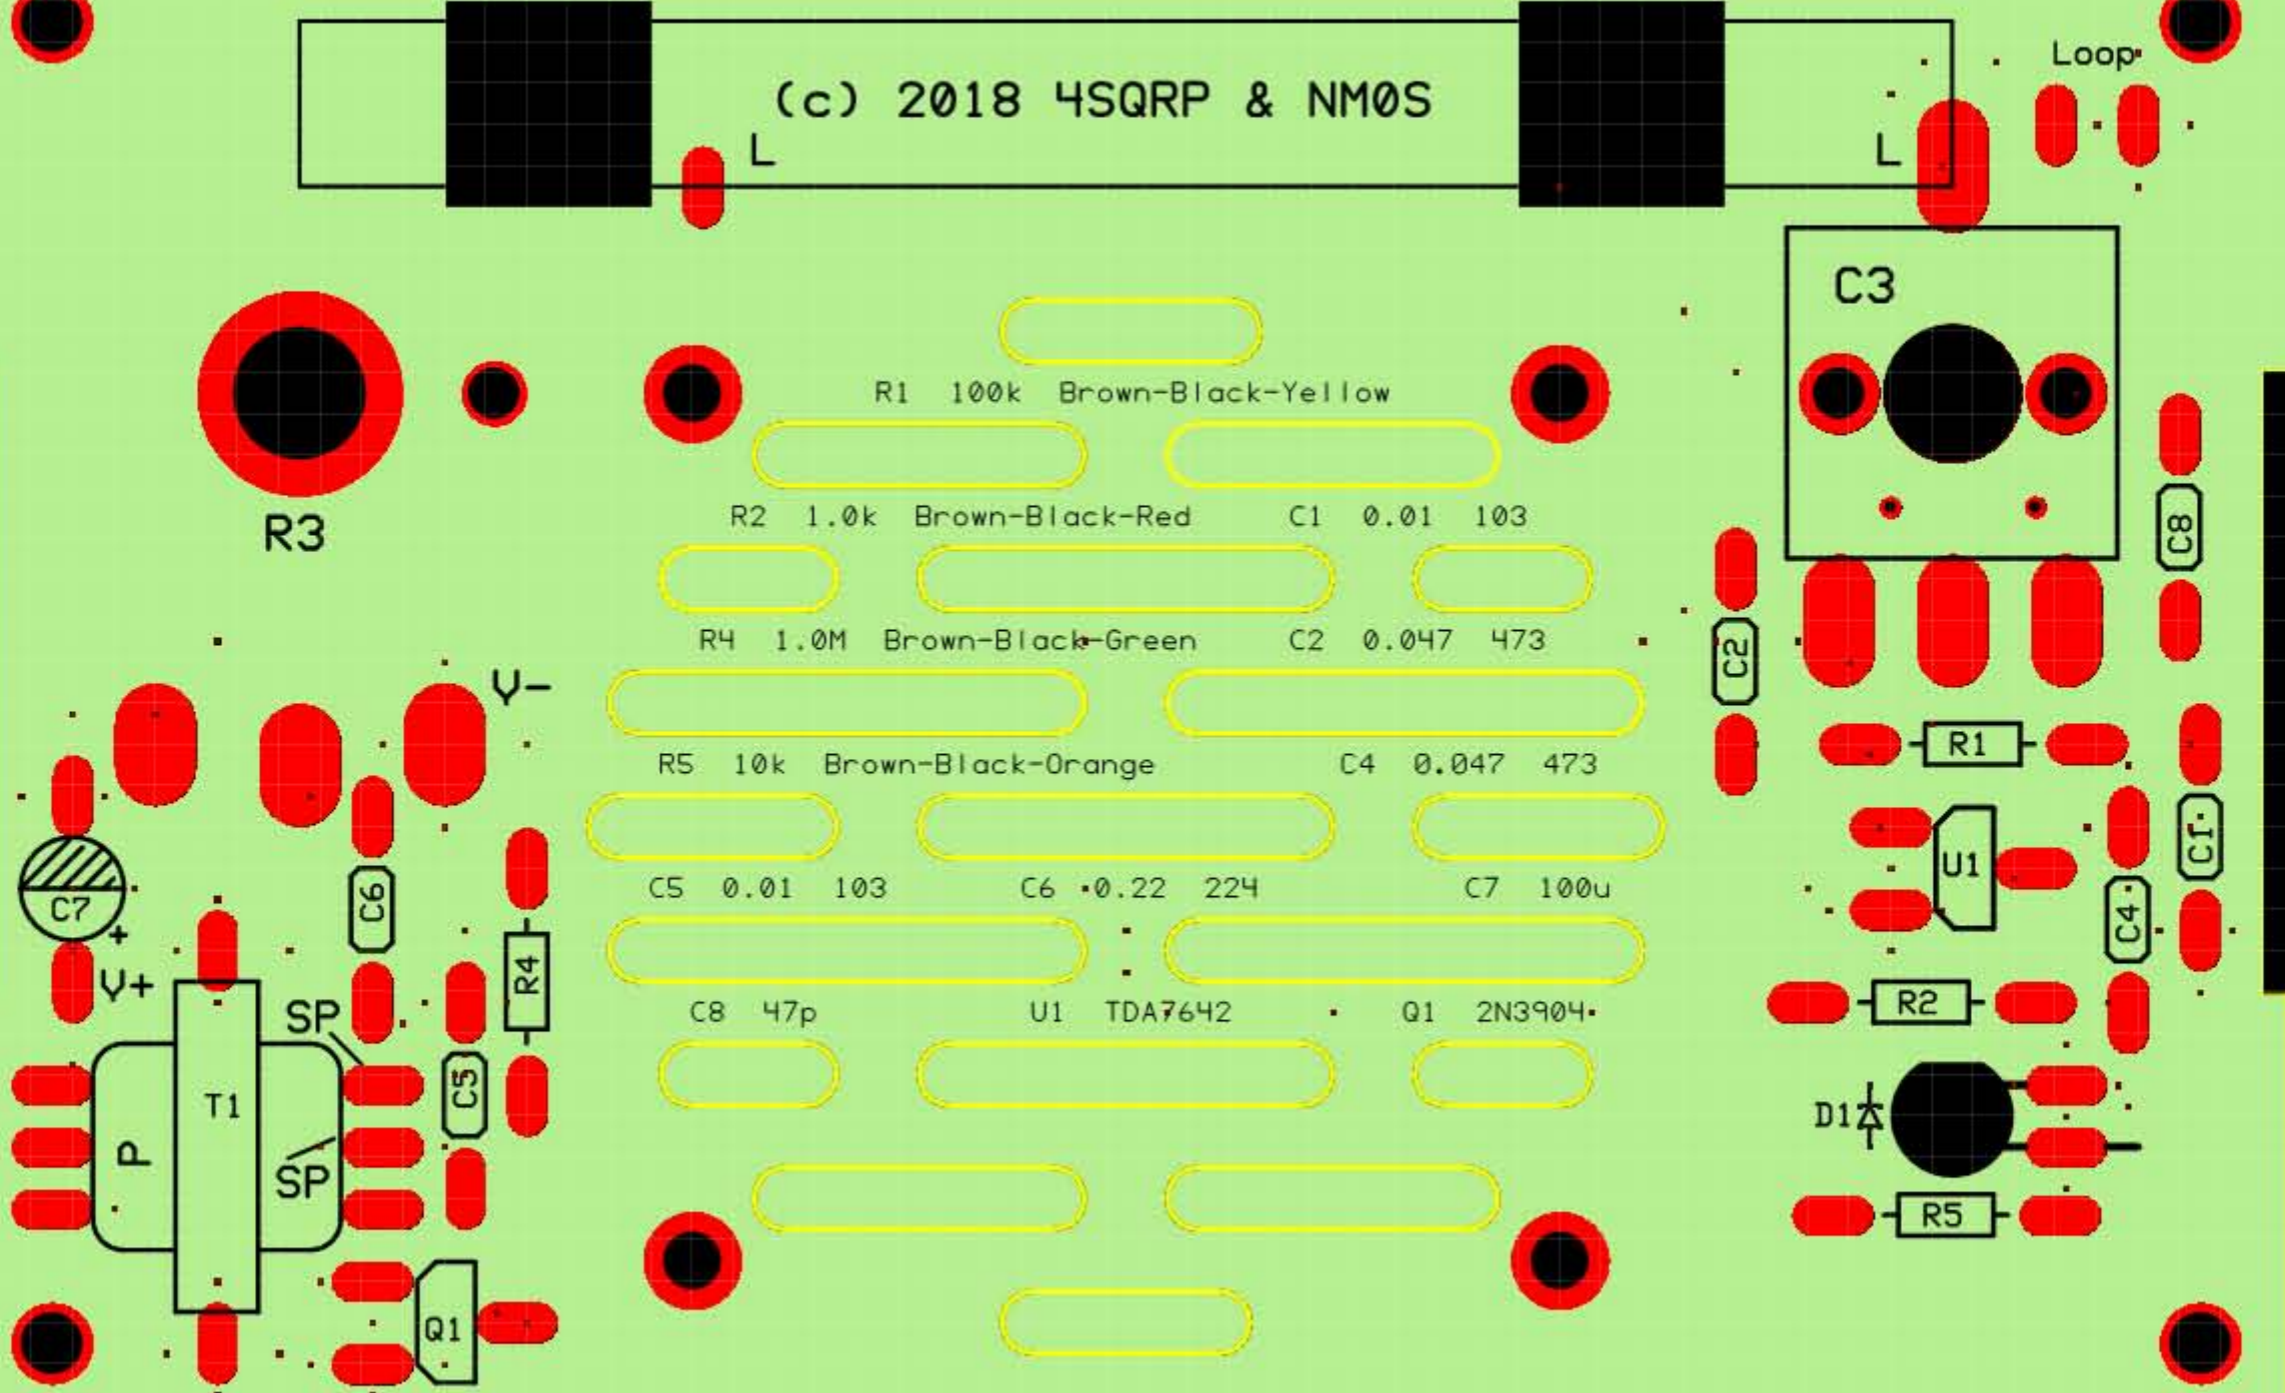 Loop
(c) 2018 4SQRP & NM0S
L
L
C3
R1 100k Brown-Black-Yellow
R3
R2 1.0k Brown-Black-Red C1 0.01 103
C8
R4 1.0M Brown-Black-Green C2 0.047 473
C2
V-
R5 10k Brown-Black-Orange C4 0.047 473
R1
C1
U1
C5 0.01 103 C6 0.22 224 C7 100u
C6
C7
+
C4
R4
V+
SP
C8 47p U1 TDA7642 Q1 2N3904
R2
C5
T1
D1
P
SP
R5
Q1